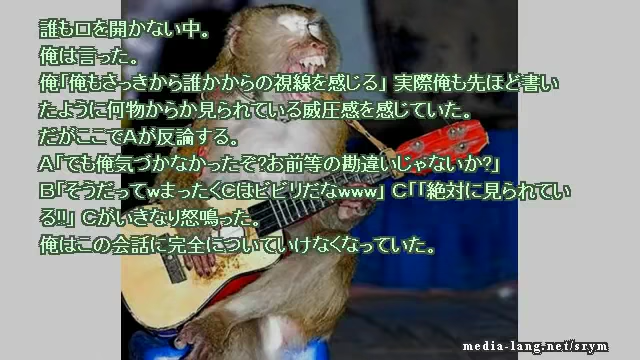 誰も口を開かない中。
俺は言った。
俺「俺もさっきから誰かからの視線を感じる」 実際俺も先ほど書い
たように何物からか見られている威圧感を感じていた。
だがここでAが反論する。
A「でも俺気づかなかったぞ?お前等の勘違いじゃないか?」
B「そうだってwまったくCはビビリだなwww」 C「「絶対に見られてい
る!!」 Cがいきなり怒鳴った。
俺はこの会話に完全についていけなくなっていた。
media-lang.net/srym